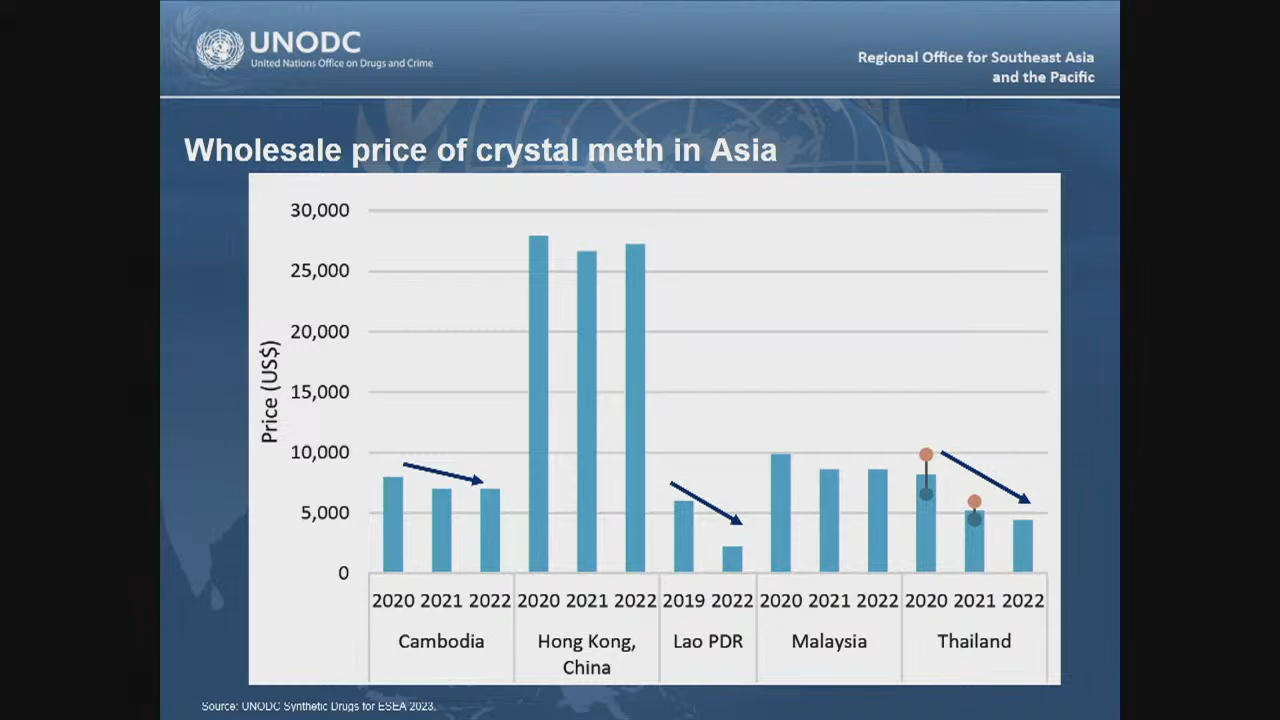 UNODC
United Nations Office on Drugs and Crime
Regional Office for Southeast Asia
and the Pacific
Wholesale price of crystal meth in Asia
Price (US$)
30,000
25,000
20,000
15,000
10,000
5,000
0
2020 2021 2022 2020 2021 2022 2019 2022 2020 2021 2022 2020 2021 2022
Cambodia Hong Kong, Lao PDR Malaysia Thailand
China
Source: UNODC Synthetic Drugs for ESEA 2023.